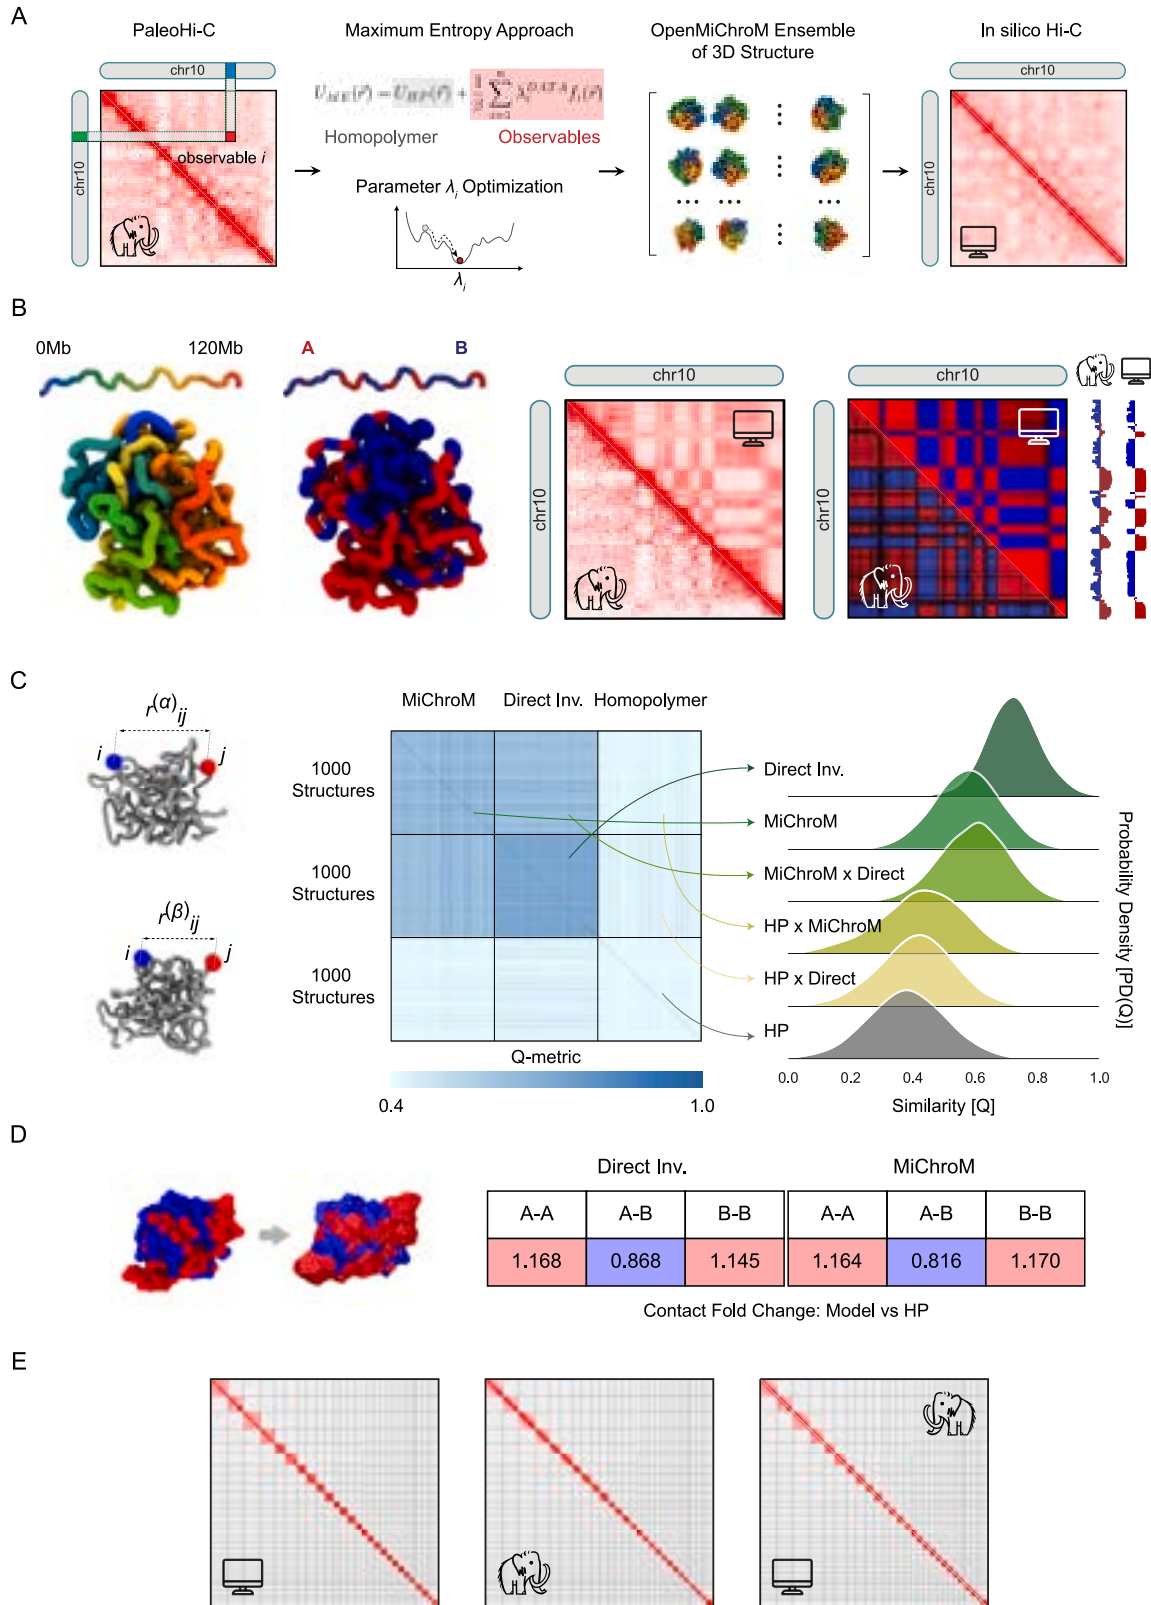 A
PaleoHi-C
Maximum Entropy Approach
OpenMiChroM Ensemble
of 3D Structure
In silico Hi-C
chr10
chr10
observable i
Homopolymer
Observables
Parameter λi Optimization
λi
chr10
chr10
B
0Mb
120Mb
A
B
chr10
chr10
chr10
chr10
C
r(α)ij
i
j
r(β)ij
i
j
MiChroM
Direct Inv.
Homopolymer
1000
Structures
1000
Structures
1000
Structures
Q-metric
0.4
1.0
Direct Inv.
MiChroM
MiChroM x Direct
HP x MiChroM
HP x Direct
HP
0.0 0.2 0.4 0.6 0.8 1.0
Similarity [Q]
Probability Density [PD(Q)]
D
Direct Inv.
MiChroM
A-A A-B B-B A-A A-B B-B
1.168 0.868 1.145 1.164 0.816 1.170
Contact Fold Change: Model vs HP
E